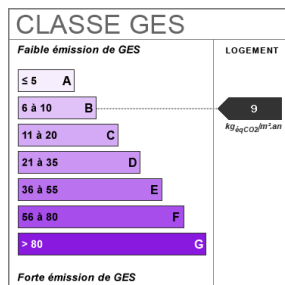 CLASSE GES
Faible émission de GES
LOGEMENT
≤ 5 A
6 à 10 B
9
kgéqCO2/m².an
11 à 20 C
21 à 35 D
36 à 55 E
56 à 80 F
> 80 G
Forte émission de GES